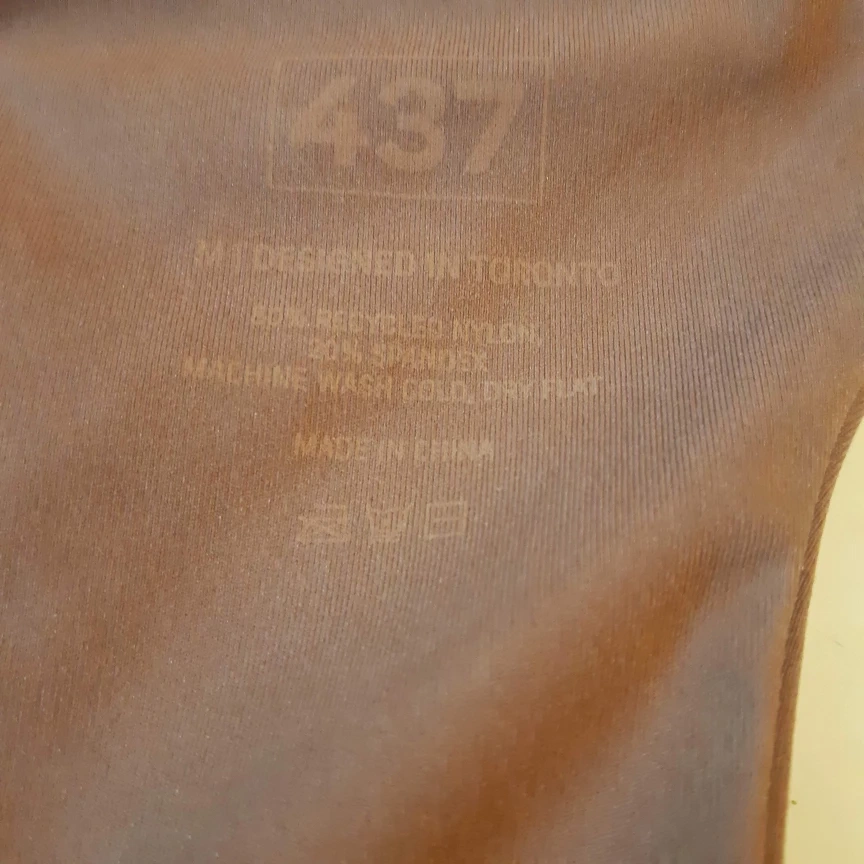 437
M | DESIGNED IN TORONTO
80% RECYCLED NYLON,
20% SPANDEX
MACHINE WASH COLD, DRY FLAT
MADE IN CHINA